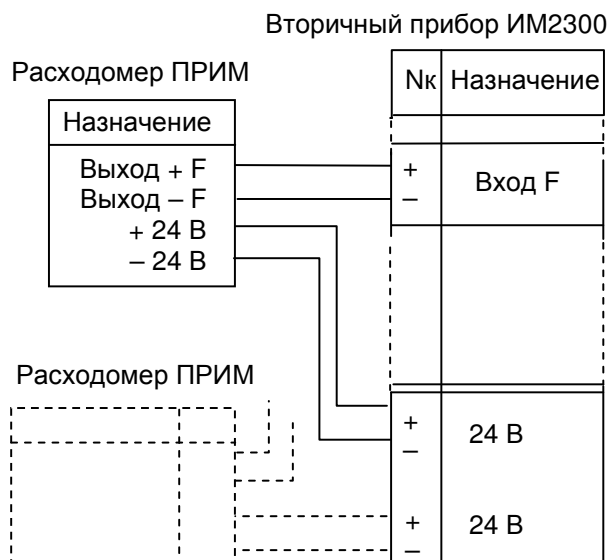 Вторичный прибор ИМ2300
Расходомер ПРИМ
Nк Назначение
Назначение
Выход + F
Выход – F
+ 24 В
– 24 В
+
–
Вход F
Расходомер ПРИМ
+
–
24 В
+
–
24 В